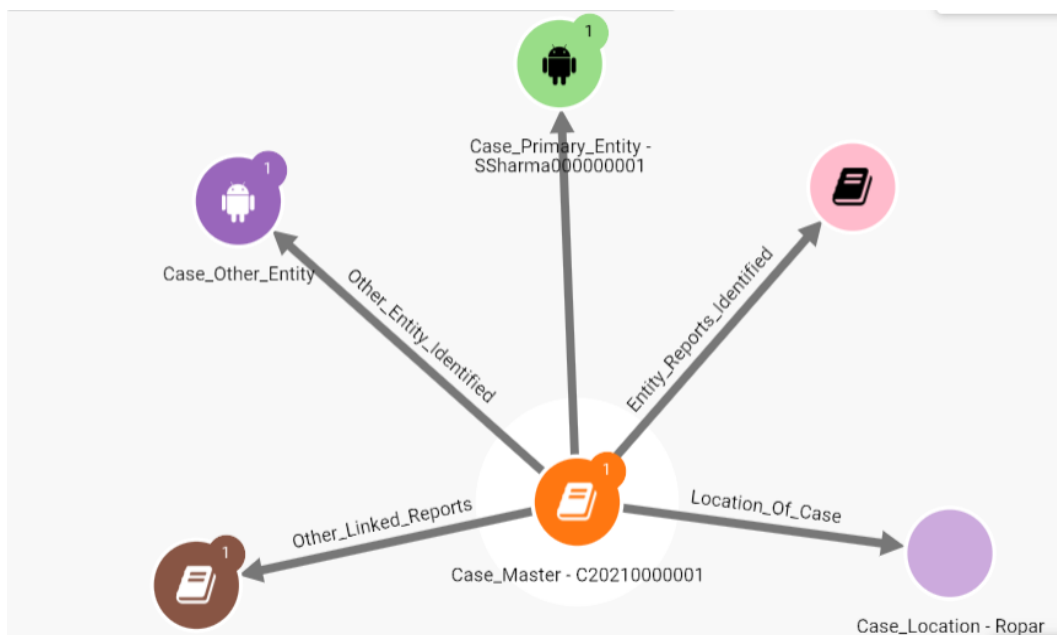 1
Case_Primary_Entity -
SSharma000000001
1
Case_Other_Entity
Other_Entity_Identified
Entity_Reports_Identified
1
Case_Master - C20210000001
Other_Linked_Reports
1
Location_Of_Case
Case_Location - Ropar